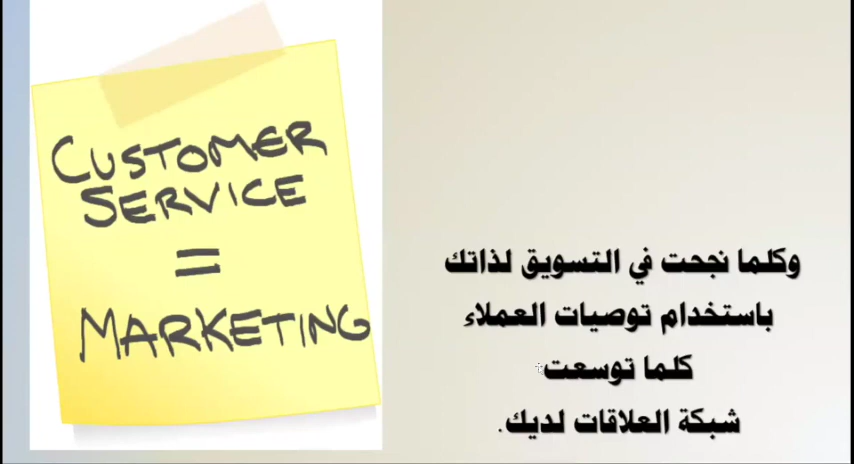 CUSTOMER
SERVICE
=
MARKETING
وكلما نجحت في التسويق لذاتك
باستخدام توصيات العملاء
كلما توسعت
شبكة العلاقات لديك.